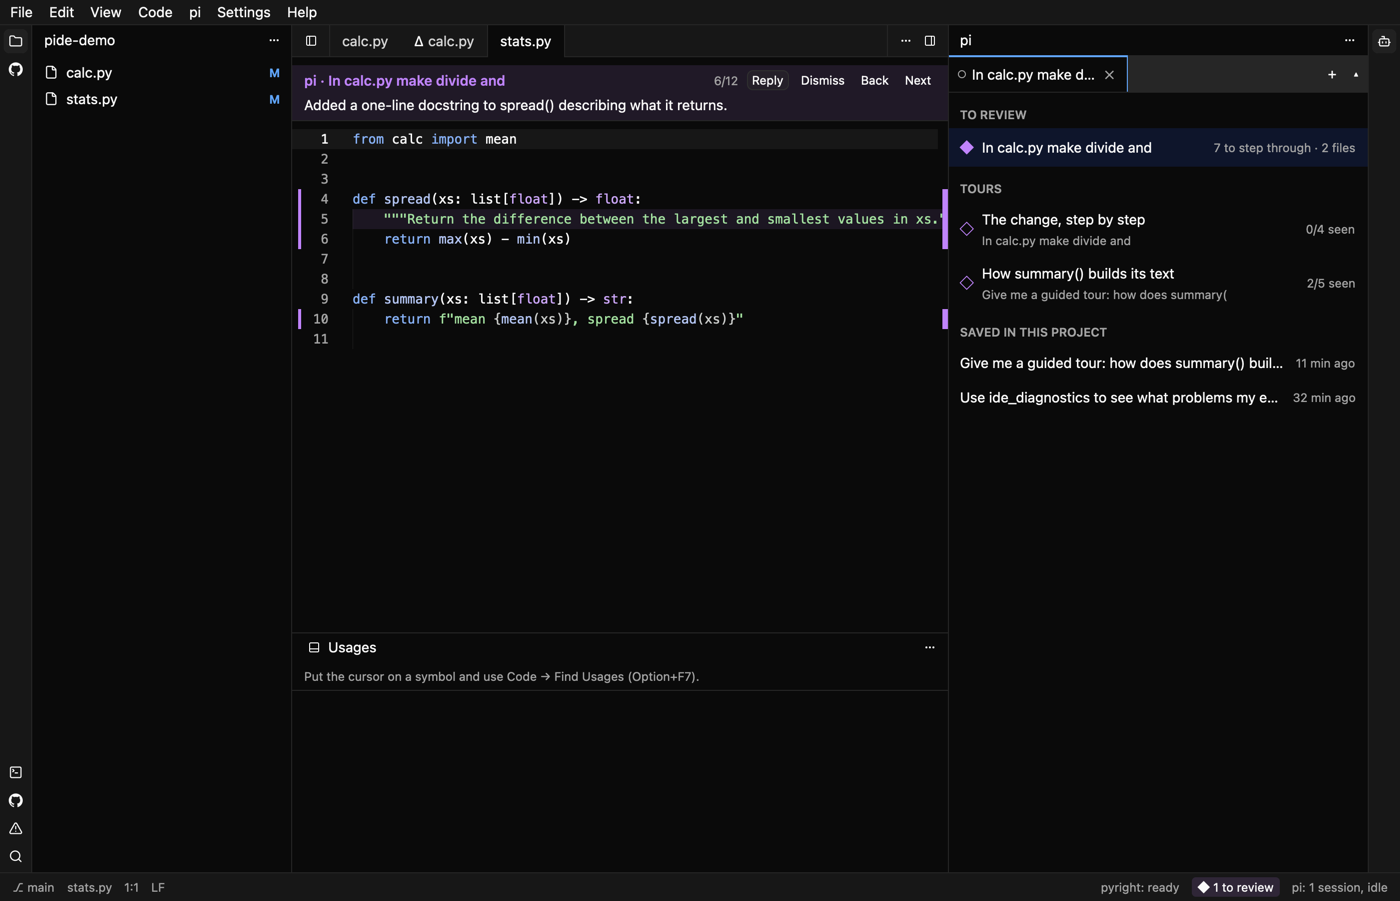 File Edit View Code pi Settings Help
pide-demo ···
calc.py M
stats.py M
calc.py Δ calc.py stats.py ···
pi · In calc.py make divide and 6/12 Reply Dismiss Back Next
Added a one-line docstring to spread() describing what it returns.
1 from calc import mean
2
3
4 def spread(xs: list[float]) -> float:
5 """Return the difference between the largest and smallest values in xs."
6 return max(xs) - min(xs)
7
8
9 def summary(xs: list[float]) -> str:
10 return f"mean {mean(xs)}, spread {spread(xs)}"
11
Usages ···
Put the cursor on a symbol and use Code → Find Usages (Option+F7).
pi ···
In calc.py make d... × +
TO REVIEW
In calc.py make divide and 7 to step through · 2 files
TOURS
The change, step by step 0/4 seen
In calc.py make divide and
How summary() builds its text 2/5 seen
Give me a guided tour: how does summary(
SAVED IN THIS PROJECT
Give me a guided tour: how does summary() buil... 11 min ago
Use ide_diagnostics to see what problems my e... 32 min ago
main stats.py 1:1 LF pyright: ready 1 to review pi: 1 session, idle